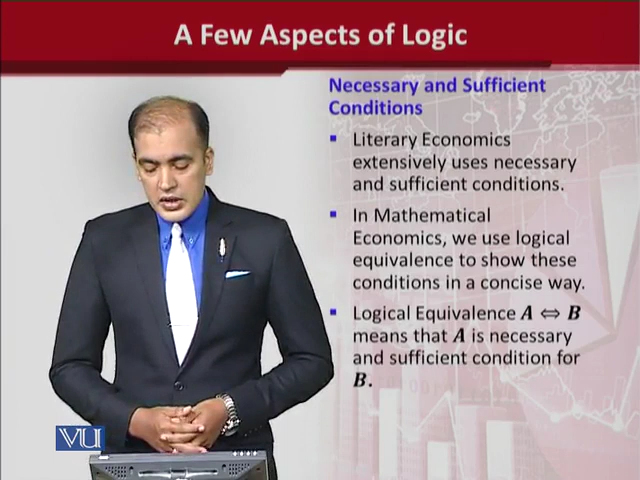 A Few Aspects of Logic
Necessary and Sufficient
Conditions
▪ Literary Economics
extensively uses necessary
and sufficient conditions.
▪ In Mathematical
Economics, we use logical
equivalence to show these
conditions in a concise way.
▪ Logical Equivalence A ⇔ B
means that A is necessary
and sufficient condition for
B.
VU